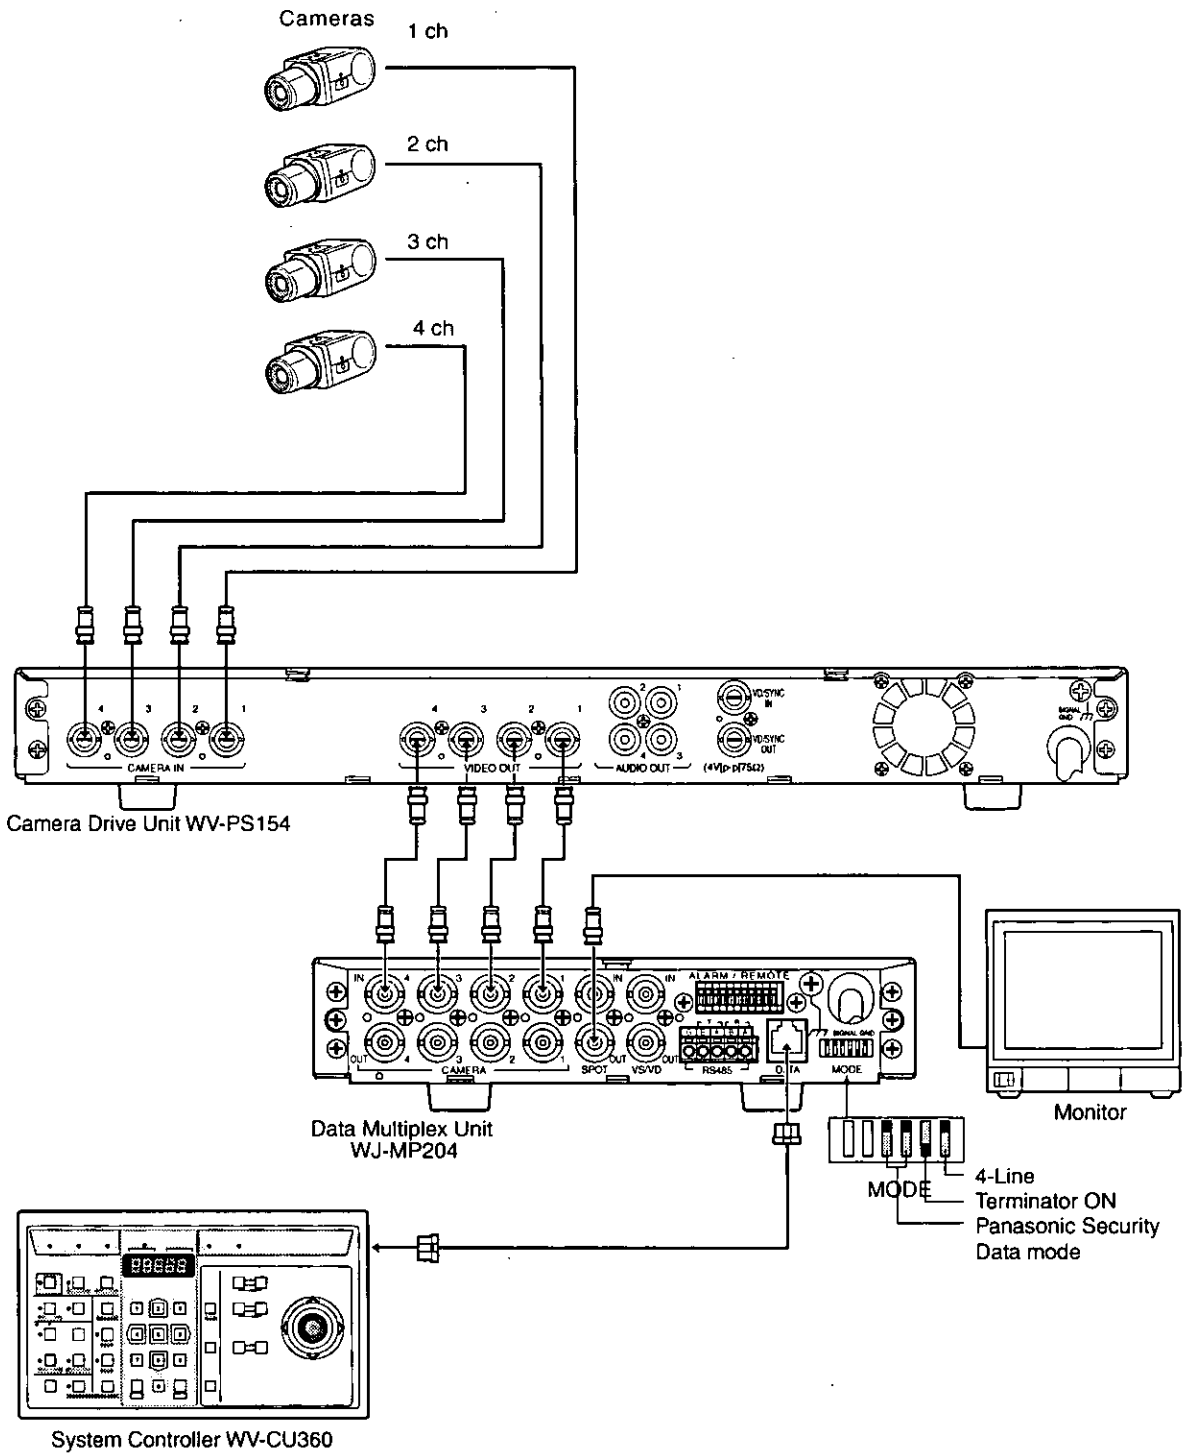 Cameras
1 ch
2 ch
3 ch
4 ch
4 3 2 1
CAMERA IN
4 3 2 1
VIDEO OUT
2 1
4 3
AUDIO OUT
VD/SYNC IN
VD/SYNC OUT
(4V[p-p]75Ω)
SIGNAL GND
Camera Drive Unit WV-PS154
IN 4 3 2 1 IN IN
ALARM / REMOTE
SIGNAL GND
OUT 4 3 2 1 OUT OUT
CAMERA
SPOT
VS/VD
RS485
DATA
MODE
Monitor
Data Multiplex Unit
WJ-MP204
MODE
4-Line
Terminator ON
Panasonic Security
Data mode
System Controller WV-CU360